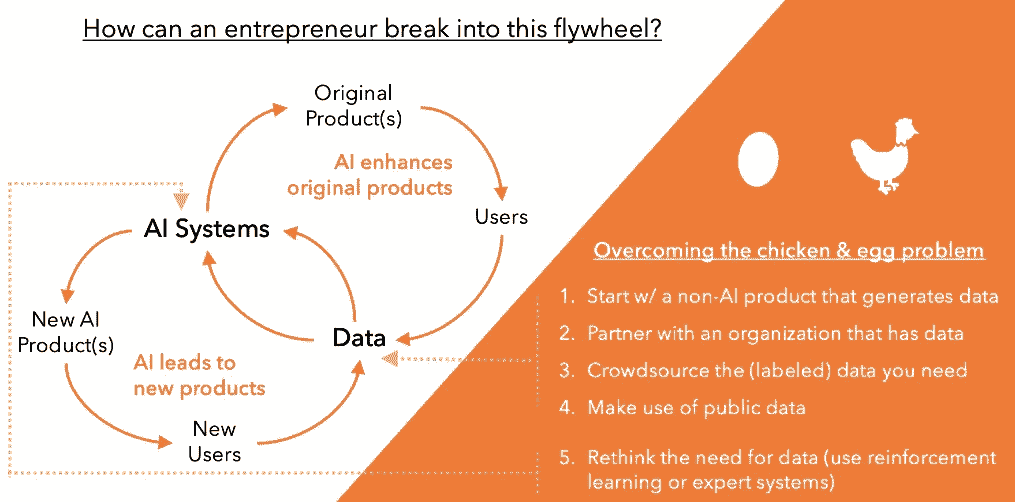 How can an entrepreneur break into this flywheel?
Original
Product(s)
AI enhances
original products
Users
AI Systems
Data
New AI
Product(s)
AI leads to
new products
New
Users
Overcoming the chicken & egg problem
1. Start w/ a non-AI product that generates data
2. Partner with an organization that has data
3. Crowdsource the (labeled) data you need
4. Make use of public data
5. Rethink the need for data (use reinforcement
learning or expert systems)